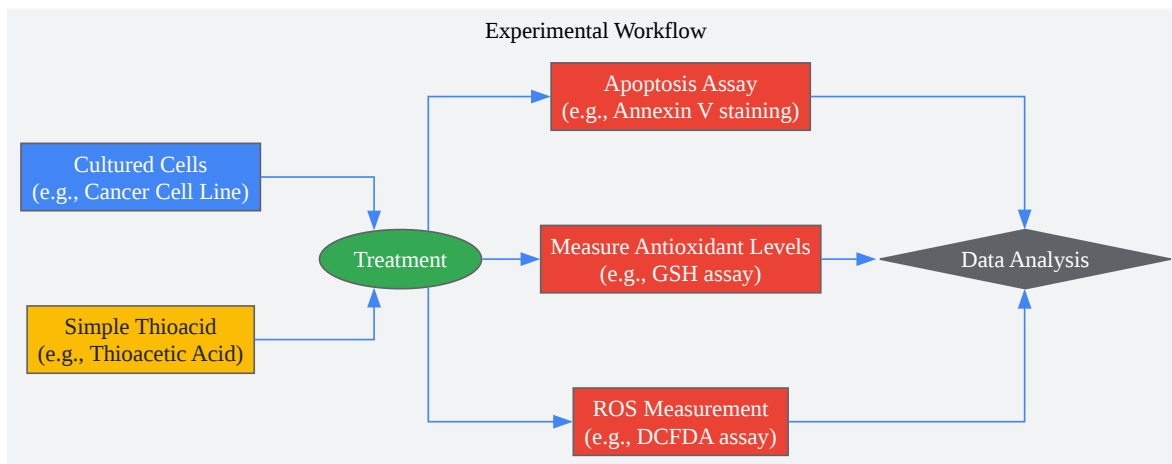 Experimental Workflow
Cultured Cells
(e.g., Cancer Cell Line)
Simple Thioacid
(e.g., Thioacetic Acid)
Treatment
Apoptosis Assay
(e.g., Annexin V staining)
Measure Antioxidant Levels
(e.g., GSH assay)
ROS Measurement
(e.g., DCFDA assay)
Data Analysis